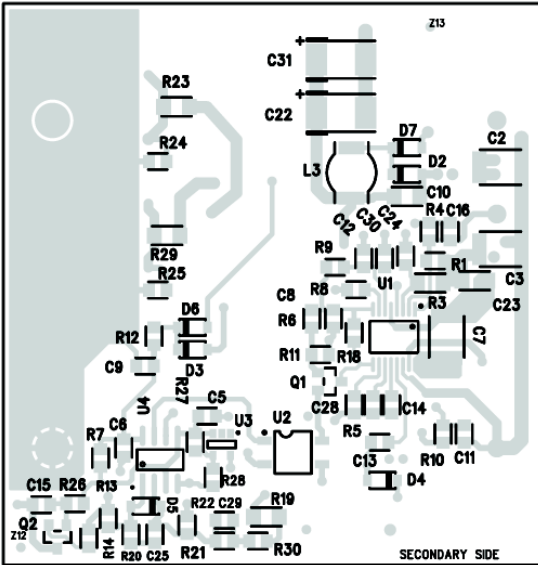 Z13
C31
R23
C22
D7
C2
R24
D2
L3
C10
R4 C16
C12
C30
C24
R29
R9
R1
R25
R8
U1
R3
C3
C23
C8
D6
R6
R12
R18
C7
C9
D3
R11
R27
Q1
U4
C5
C28
C14
C6
U3
U2
R7
R5
R10
C11
C13
R13
R28
D4
C15
R26
D5
R22
C29
R19
Q2
Z12
R14
R20
C25
R21
R30
SECONDARY SIDE